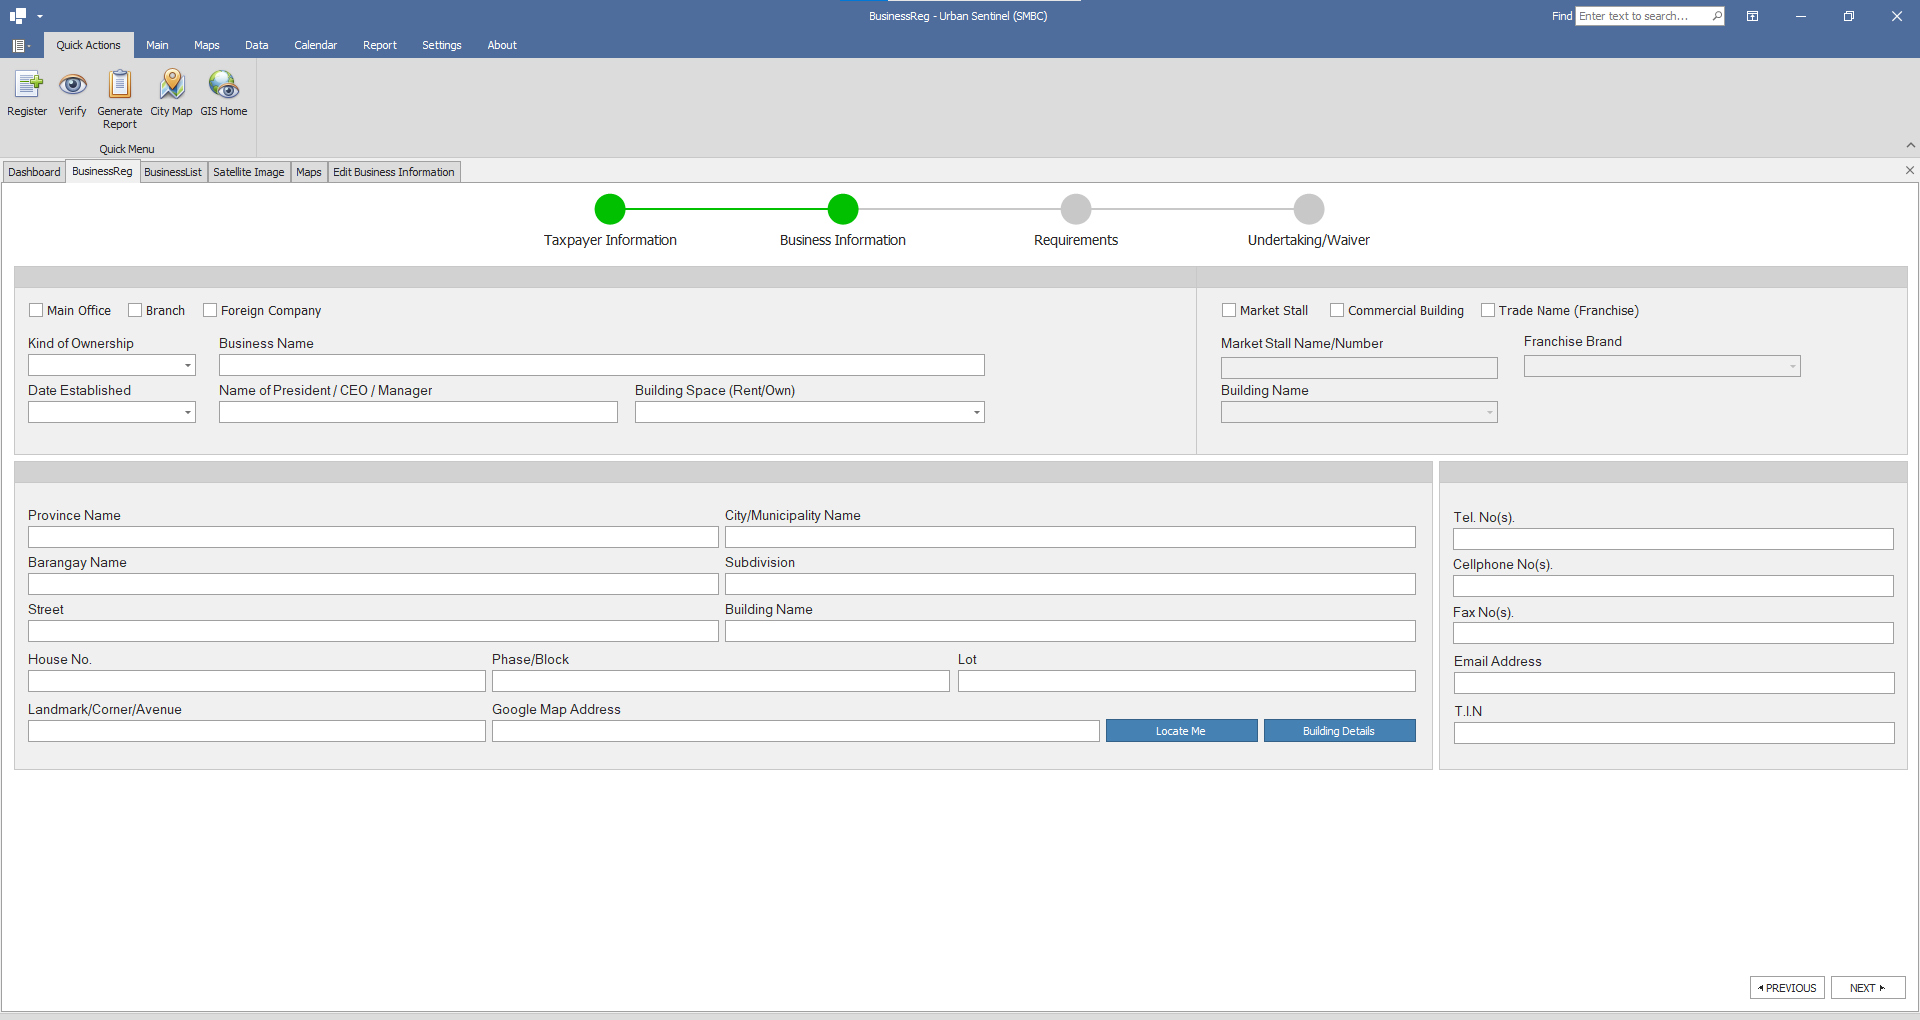 BusinessReg - Urban Sentinel (SMBC)
Find Enter text to search...
Quick Actions Main Maps Data Calendar Report Settings About
Register Verify Generate Report City Map GIS Home
Quick Menu
Dashboard BusinessReg BusinessList Satellite Image Maps Edit Business Information
Taxpayer Information Business Information Requirements Undertaking/Waiver
Main Office Branch Foreign Company
Market Stall Commercial Building Trade Name (Franchise)
Kind of Ownership Business Name
Market Stall Name/Number Franchise Brand
Date Established Name of President / CEO / Manager Building Space (Rent/Own)
Building Name
Province Name City/Municipality Name
Barangay Name Subdivision
Street Building Name
House No. Phase/Block Lot
Landmark/Corner/Avenue Google Map Address
Locate Me Building Details
Tel. No(s).
Cellphone No(s).
Fax No(s).
Email Address
T.I.N
PREVIOUS NEXT